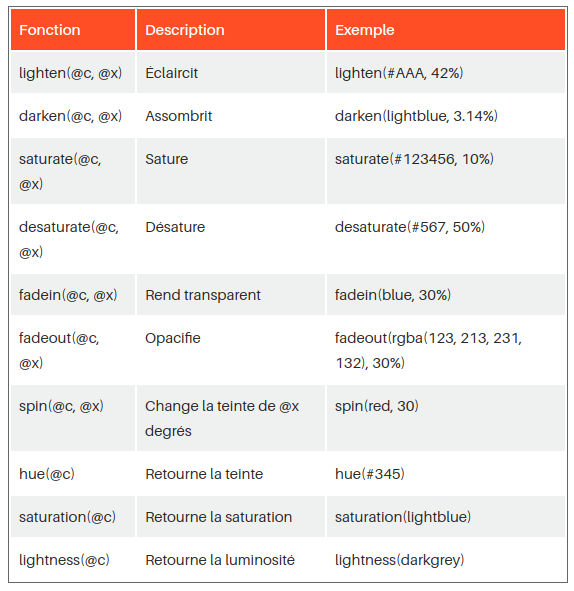 Fonction Description Exemple
lighten(@c, @x) Éclaircit lighten(#AAA, 42%)
darken(@c, @x) Assombrit darken(lightblue, 3.14%)
saturate(@c, Sature saturate(#123456, 10%)
@x)
desaturate(@c, Désature desaturate(#567, 50%)
@x)
fadein(@c, @x) Rend transparent fadein(blue, 30%)
fadeout(@c, Opacifie fadeout(rgba(123, 213, 231,
@x) 132), 30%)
spin(@c, @x) Change la teinte de @x spin(red, 30)
degrés
hue(@c) Retourne la teinte hue(#345)
saturation(@c) Retourne la saturation saturation(lightblue)
lightness(@c) Retourne la luminosité lightness(darkgrey)